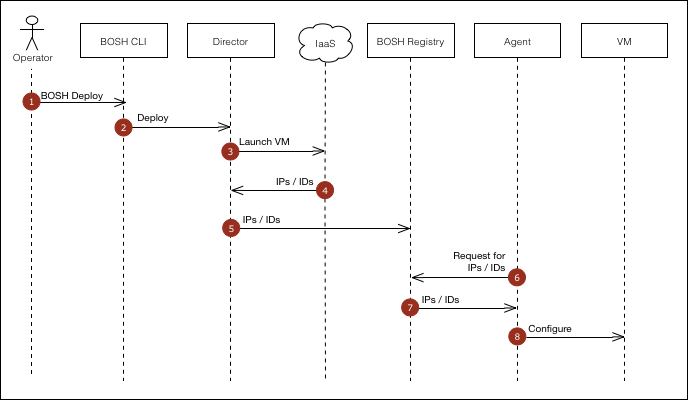 Operator
BOSH CLI
Director
IaaS
BOSH Registry
Agent
VM
1 BOSH Deploy
2 Deploy
3 Launch VM
IPs / IDs 4
5 IPs / IDs
Request for
IPs / IDs 6
7 IPs / IDs
8 Configure